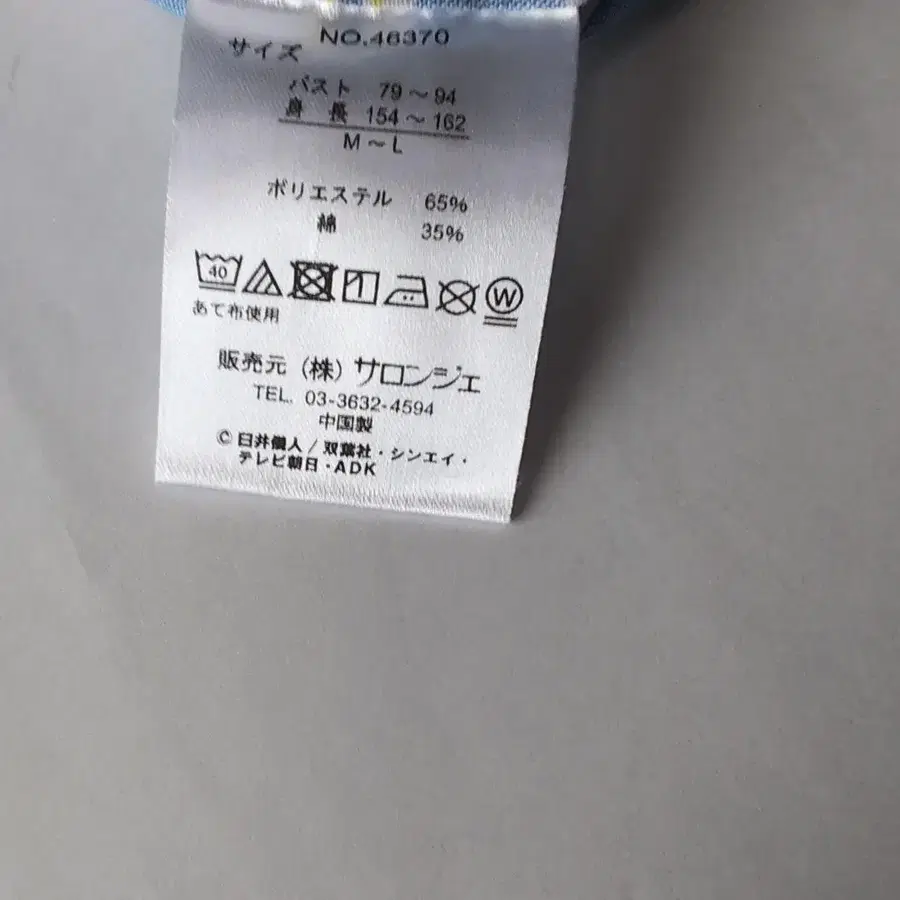 NO.46370
サイズ
バスト 79～94
身長 154～162
M～L
ポリエステル 65%
綿 35%
40 W
あて布使用
販売元 (株) サロンジェ
TEL. 03-3632-4594
中国製
© 臼井儀人/双葉社・シンエイ・
テレビ朝日・ADK